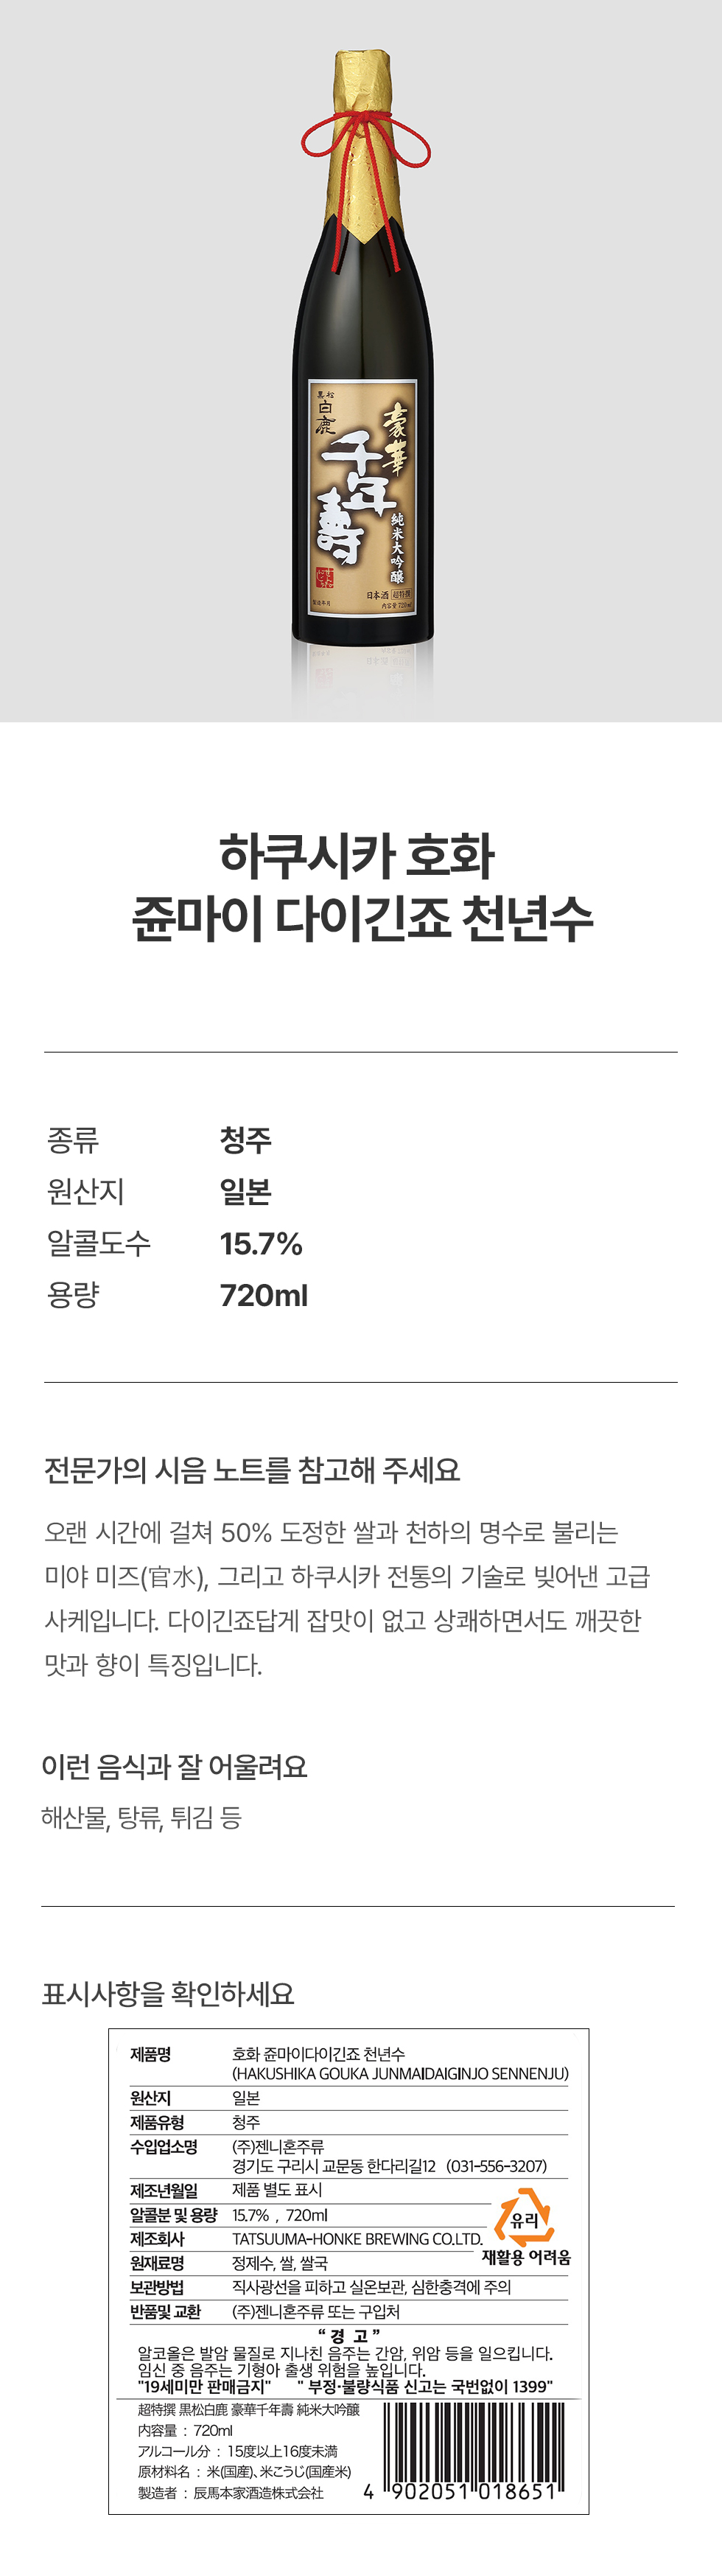 黒松
白鹿
豪華
千年壽
純米大吟醸
日本酒 超特撰
製造年月 内容量 720ml
하쿠시카 호화
쥰마이 다이긴죠 천년수
종류 청주
원산지 일본
알콜도수 15.7%
용량 720ml
전문가의 시음 노트를 참고해 주세요
오랜 시간에 걸쳐 50% 도정한 쌀과 천하의 명수로 불리는
미야 미즈(官水), 그리고 하쿠시카 전통의 기술로 빚어낸 고급
사케입니다. 다이긴죠답게 잡맛이 없고 상쾌하면서도 깨끗한
맛과 향이 특징입니다.
이런 음식과 잘 어울려요
해산물, 탕류, 튀김 등
표시사항을 확인하세요
제품명 호화 쥰마이다이긴죠 천년수
(HAKUSHIKA GOUKA JUNMAIDAIGINJO SENNENJU)
원산지 일본
제품유형 청주
수입업소명 (주)젠니혼주류
경기도 구리시 교문동 한다리길12 (031-556-3207)
제조년월일 제품 별도 표시
알콜분 및 용량 15.7% , 720ml
유리
제조회사 TATSUUMA-HONKE BREWING CO.LTD.
재활용 어려움
원재료명 정제수, 쌀, 쌀국
보관방법 직사광선을 피하고 실온보관, 심한충격에 주의
반품및 교환 (주)젠니혼주류 또는 구입처
“ 경 고 ”
알코올은 발암 물질로 지나친 음주는 간암, 위암 등을 일으킵니다.
임신 중 음주는 기형아 출생 위험을 높입니다.
"19세미만 판매금지" " 부정·불량식품 신고는 국번없이 1399"
超特撰 黒松白鹿 豪華千年壽 純米大吟醸
内容量 : 720ml
アルコール分 : 15度以上16度未満
原材料名 : 米(国産)、米こうじ(国産米)
製造者 : 辰馬本家酒造株式会社
4 902051 018651